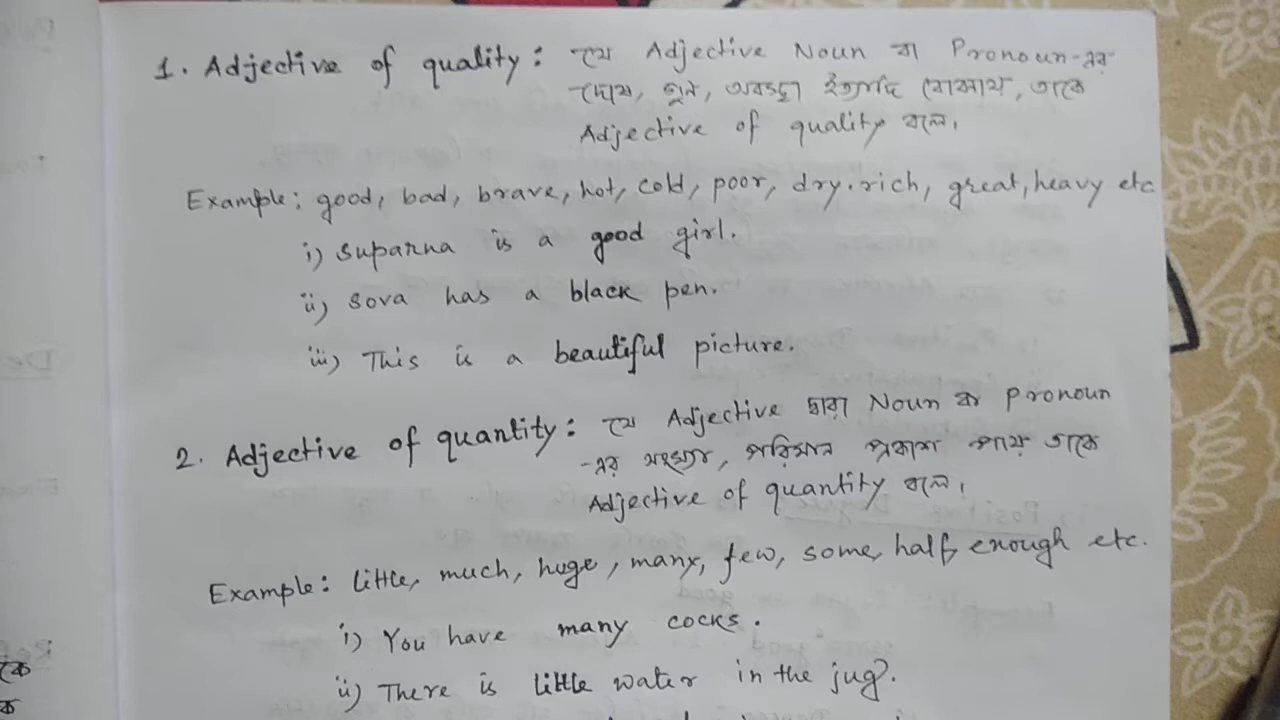 1. Adjective of quality: যে Adjective Noun বা Pronoun-এর
দোষ, গুন, অবস্থা ইত্যাদি বোঝায়, তাকে
Adjective of quality বলে।
Example: good, bad, brave, hot, cold, poor, dry, rich, great, heavy etc
i) Suparna is a good girl.
ii) Sova has a black pen.
iii) This is a beautiful picture.
2. Adjective of quantity: যে Adjective দ্বারা Noun বা Pronoun
-এর সংখ্যার, পরিমান প্রকাশ পায় তাকে
Adjective of quantity বলে।
Example: little, much, huge, many, few, some, half, enough etc.
i) You have many cocks.
ii) There is little water in the jug.
কে